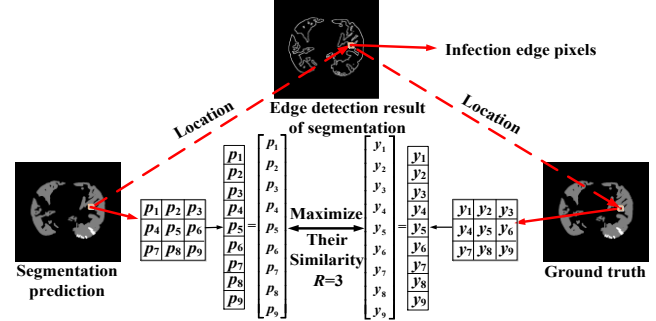 Infection edge pixels
Edge detection result
of segmentation
Location
Location
p1 p2 p3
p4 p5 p6
p7 p8 p9
p1
p2
p3
p4
p5
p6
p7
p8
p9
=
p1
p2
p3
p4
p5
p6
p7
p8
p9
Maximize
Their
Similarity
R=3
y1
y2
y3
y4
y5
y6
y7
y8
y9
=
y1
y2
y3
y4
y5
y6
y7
y8
y9
y1 y2 y3
y4 y5 y6
y7 y8 y9
Segmentation
prediction
Ground truth